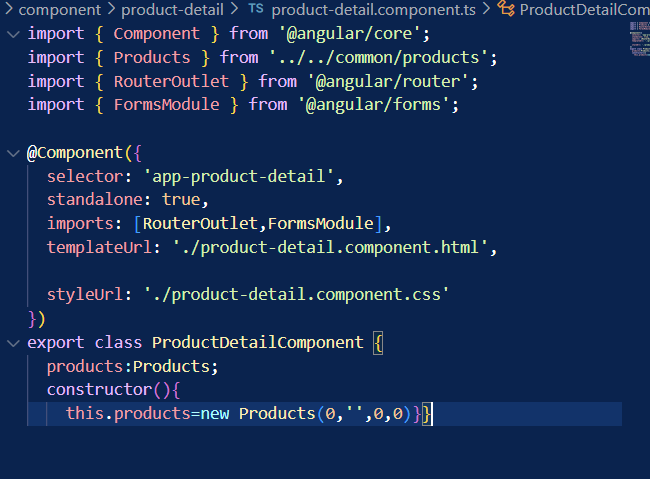 component > product-detail > TS product-detail.component.ts > ProductDetailCom
import { Component } from '@angular/core';
import { Products } from '../../common/products';
import { RouterOutlet } from '@angular/router';
import { FormsModule } from '@angular/forms';
@Component({
selector: 'app-product-detail',
standalone: true,
imports: [RouterOutlet,FormsModule],
templateUrl: './product-detail.component.html',
styleUrl: './product-detail.component.css'
})
export class ProductDetailComponent {
products:Products;
constructor(){
this.products=new Products(0,'',0,0)}}